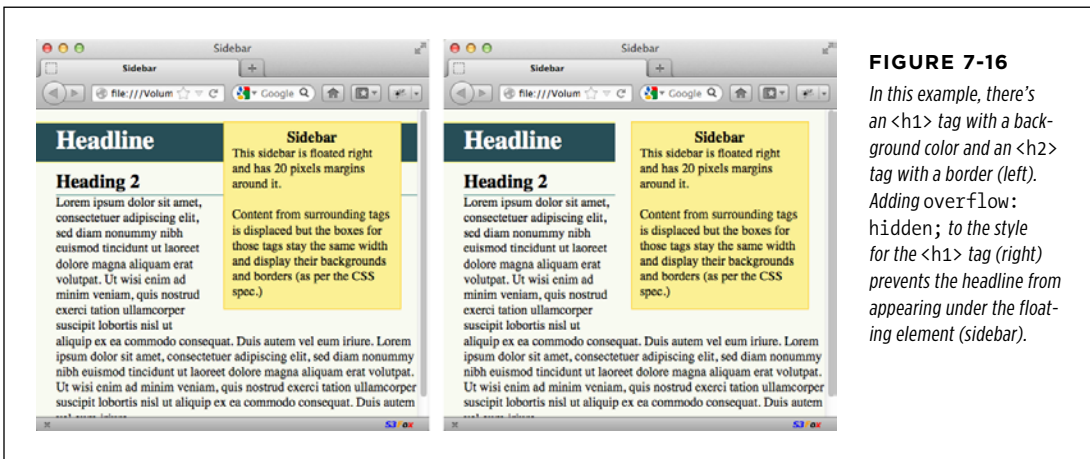 Sidebar
Sidebar
file:///Volum
Google
Headline
Heading 2
Lorem ipsum dolor sit amet,
consectetuer adipiscing elit,
sed diam nonummy nibh
euismod tincidunt ut laoreet
dolore magna aliquam erat
volutpat. Ut wisi enim ad
minim veniam, quis nostrud
exerci tation ullamcorper
suscipit lobortis nisl ut
aliquip ex ea commodo consequat. Duis autem vel eum iriure. Lorem
ipsum dolor sit amet, consectetuer adipiscing elit, sed diam nonummy
nibh euismod tincidunt ut laoreet dolore magna aliquam erat volutpat.
Ut wisi enim ad minim veniam, quis nostrud exerci tation ullamcorper
suscipit lobortis nisl ut aliquip ex ea commodo consequat. Duis autem
Sidebar
This sidebar is floated right
and has 20 pixels margins
around it.
Content from surrounding tags
is displaced but the boxes for
those tags stay the same width
and display their backgrounds
and borders (as per the CSS
spec.)
S3Fox
Sidebar
Sidebar
file:///Volum
Google
Headline
Heading 2
Lorem ipsum dolor sit amet,
consectetuer adipiscing elit,
sed diam nonummy nibh
euismod tincidunt ut laoreet
dolore magna aliquam erat
volutpat. Ut wisi enim ad
minim veniam, quis nostrud
exerci tation ullamcorper
suscipit lobortis nisl ut
aliquip ex ea commodo consequat. Duis autem vel eum iriure. Lorem
ipsum dolor sit amet, consectetuer adipiscing elit, sed diam nonummy
nibh euismod tincidunt ut laoreet dolore magna aliquam erat volutpat.
Ut wisi enim ad minim veniam, quis nostrud exerci tation ullamcorper
suscipit lobortis nisl ut aliquip ex ea commodo consequat. Duis autem
Sidebar
This sidebar is floated right
and has 20 pixels margins
around it.
Content from surrounding tags
is displaced but the boxes for
those tags stay the same width
and display their backgrounds
and borders (as per the CSS
spec.)
S3Fox
FIGURE 7-16
In this example, there's
an <h1> tag with a back-
ground color and an <h2>
tag with a border (left).
Adding overflow:
hidden; to the style
for the <h1> tag (right)
prevents the headline from
appearing under the float-
ing element (sidebar).